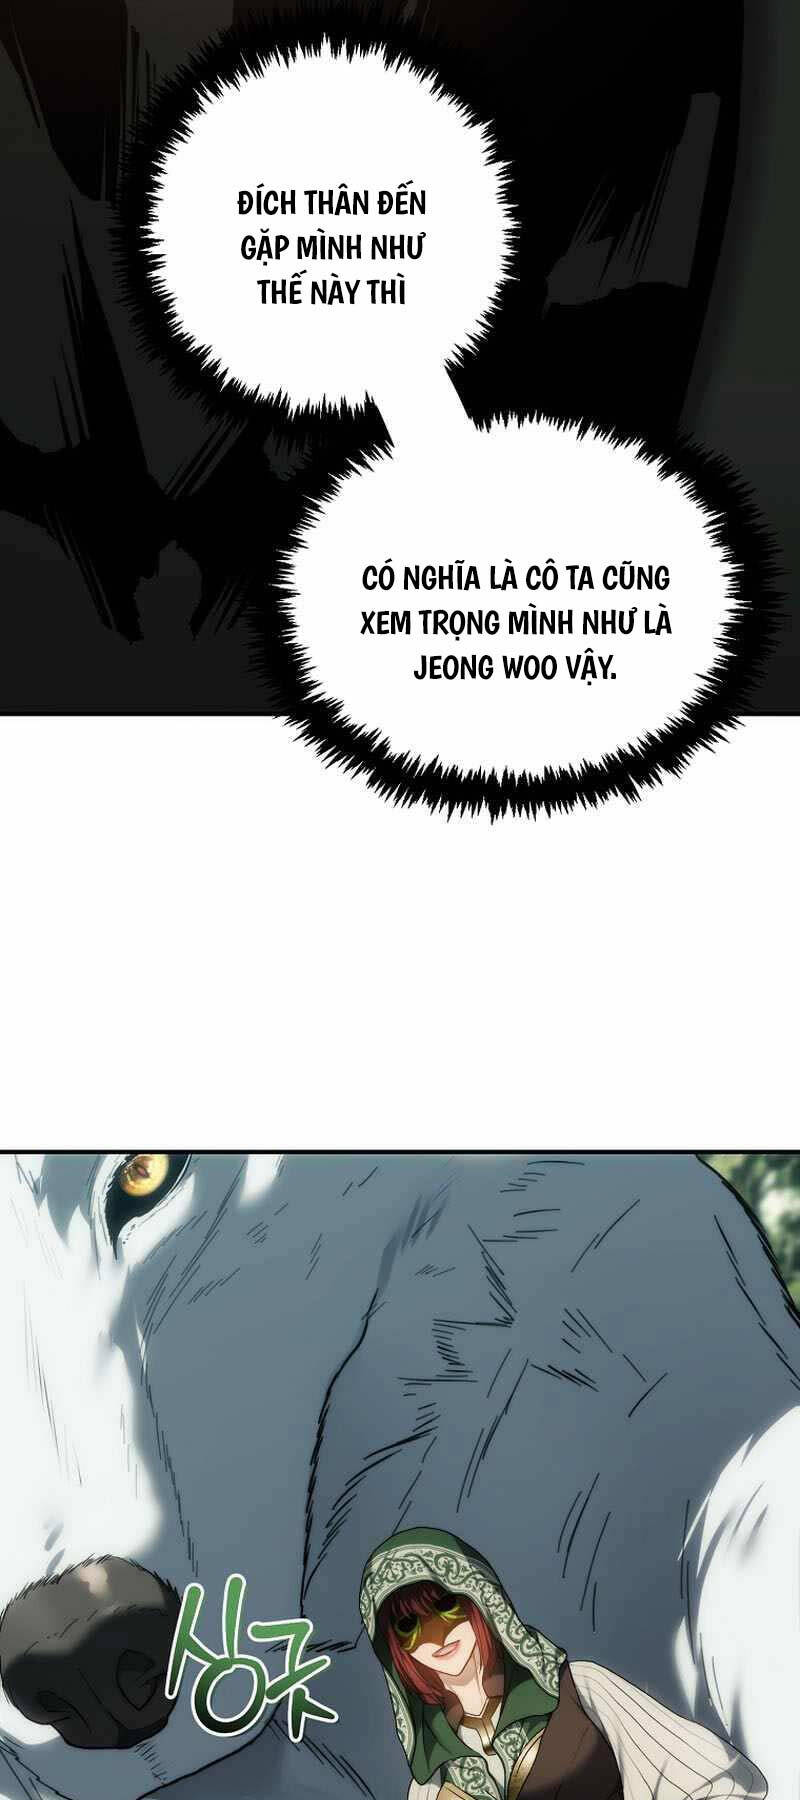 ĐÍCH THÂN ĐẾN
GẶP MÌNH NHƯ
THẾ NÀY THÌ
CÓ NGHĨA LÀ CÔ TA CŨNG
XEM TRỌNG MÌNH NHƯ LÀ
JEONG WOO VẬY.
싱긋